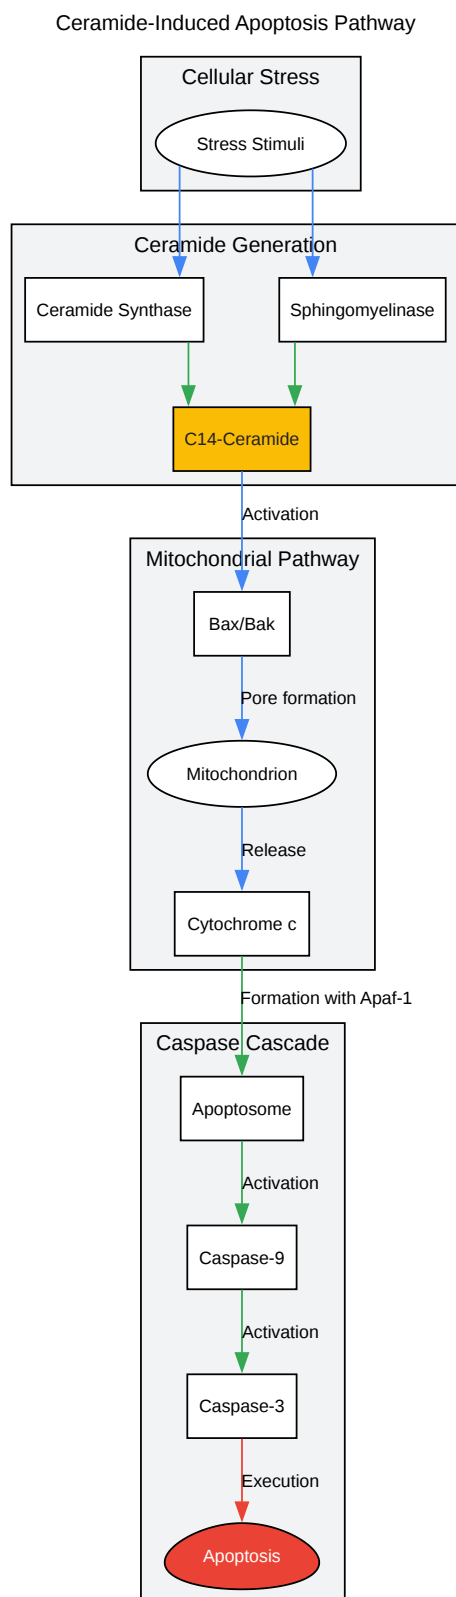 Ceramide-Induced Apoptosis Pathway
Cellular Stress
Stress Stimuli
Ceramide Generation
Ceramide Synthase
Sphingomyelinase
C14-Ceramide
Activation
Mitochondrial Pathway
Bax/Bak
Pore formation
Mitochondrion
Release
Cytochrome c
Formation with Apaf-1
Caspase Cascade
Apoptosome
Activation
Caspase-9
Activation
Caspase-3
Execution
Apoptosis